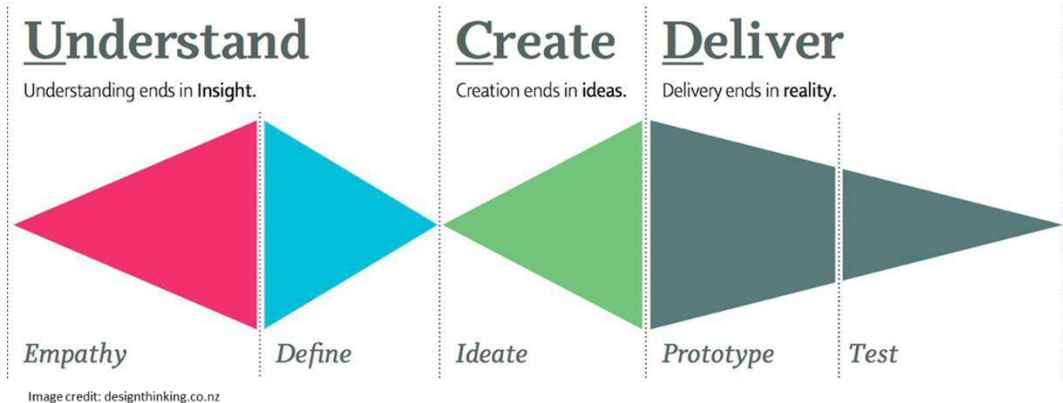 Understand
Understanding ends in Insight.
Create
Creation ends in ideas.
Deliver
Delivery ends in reality.
Empathy
Define
Ideate
Prototype
Test
Image credit: designthinking.co.nz